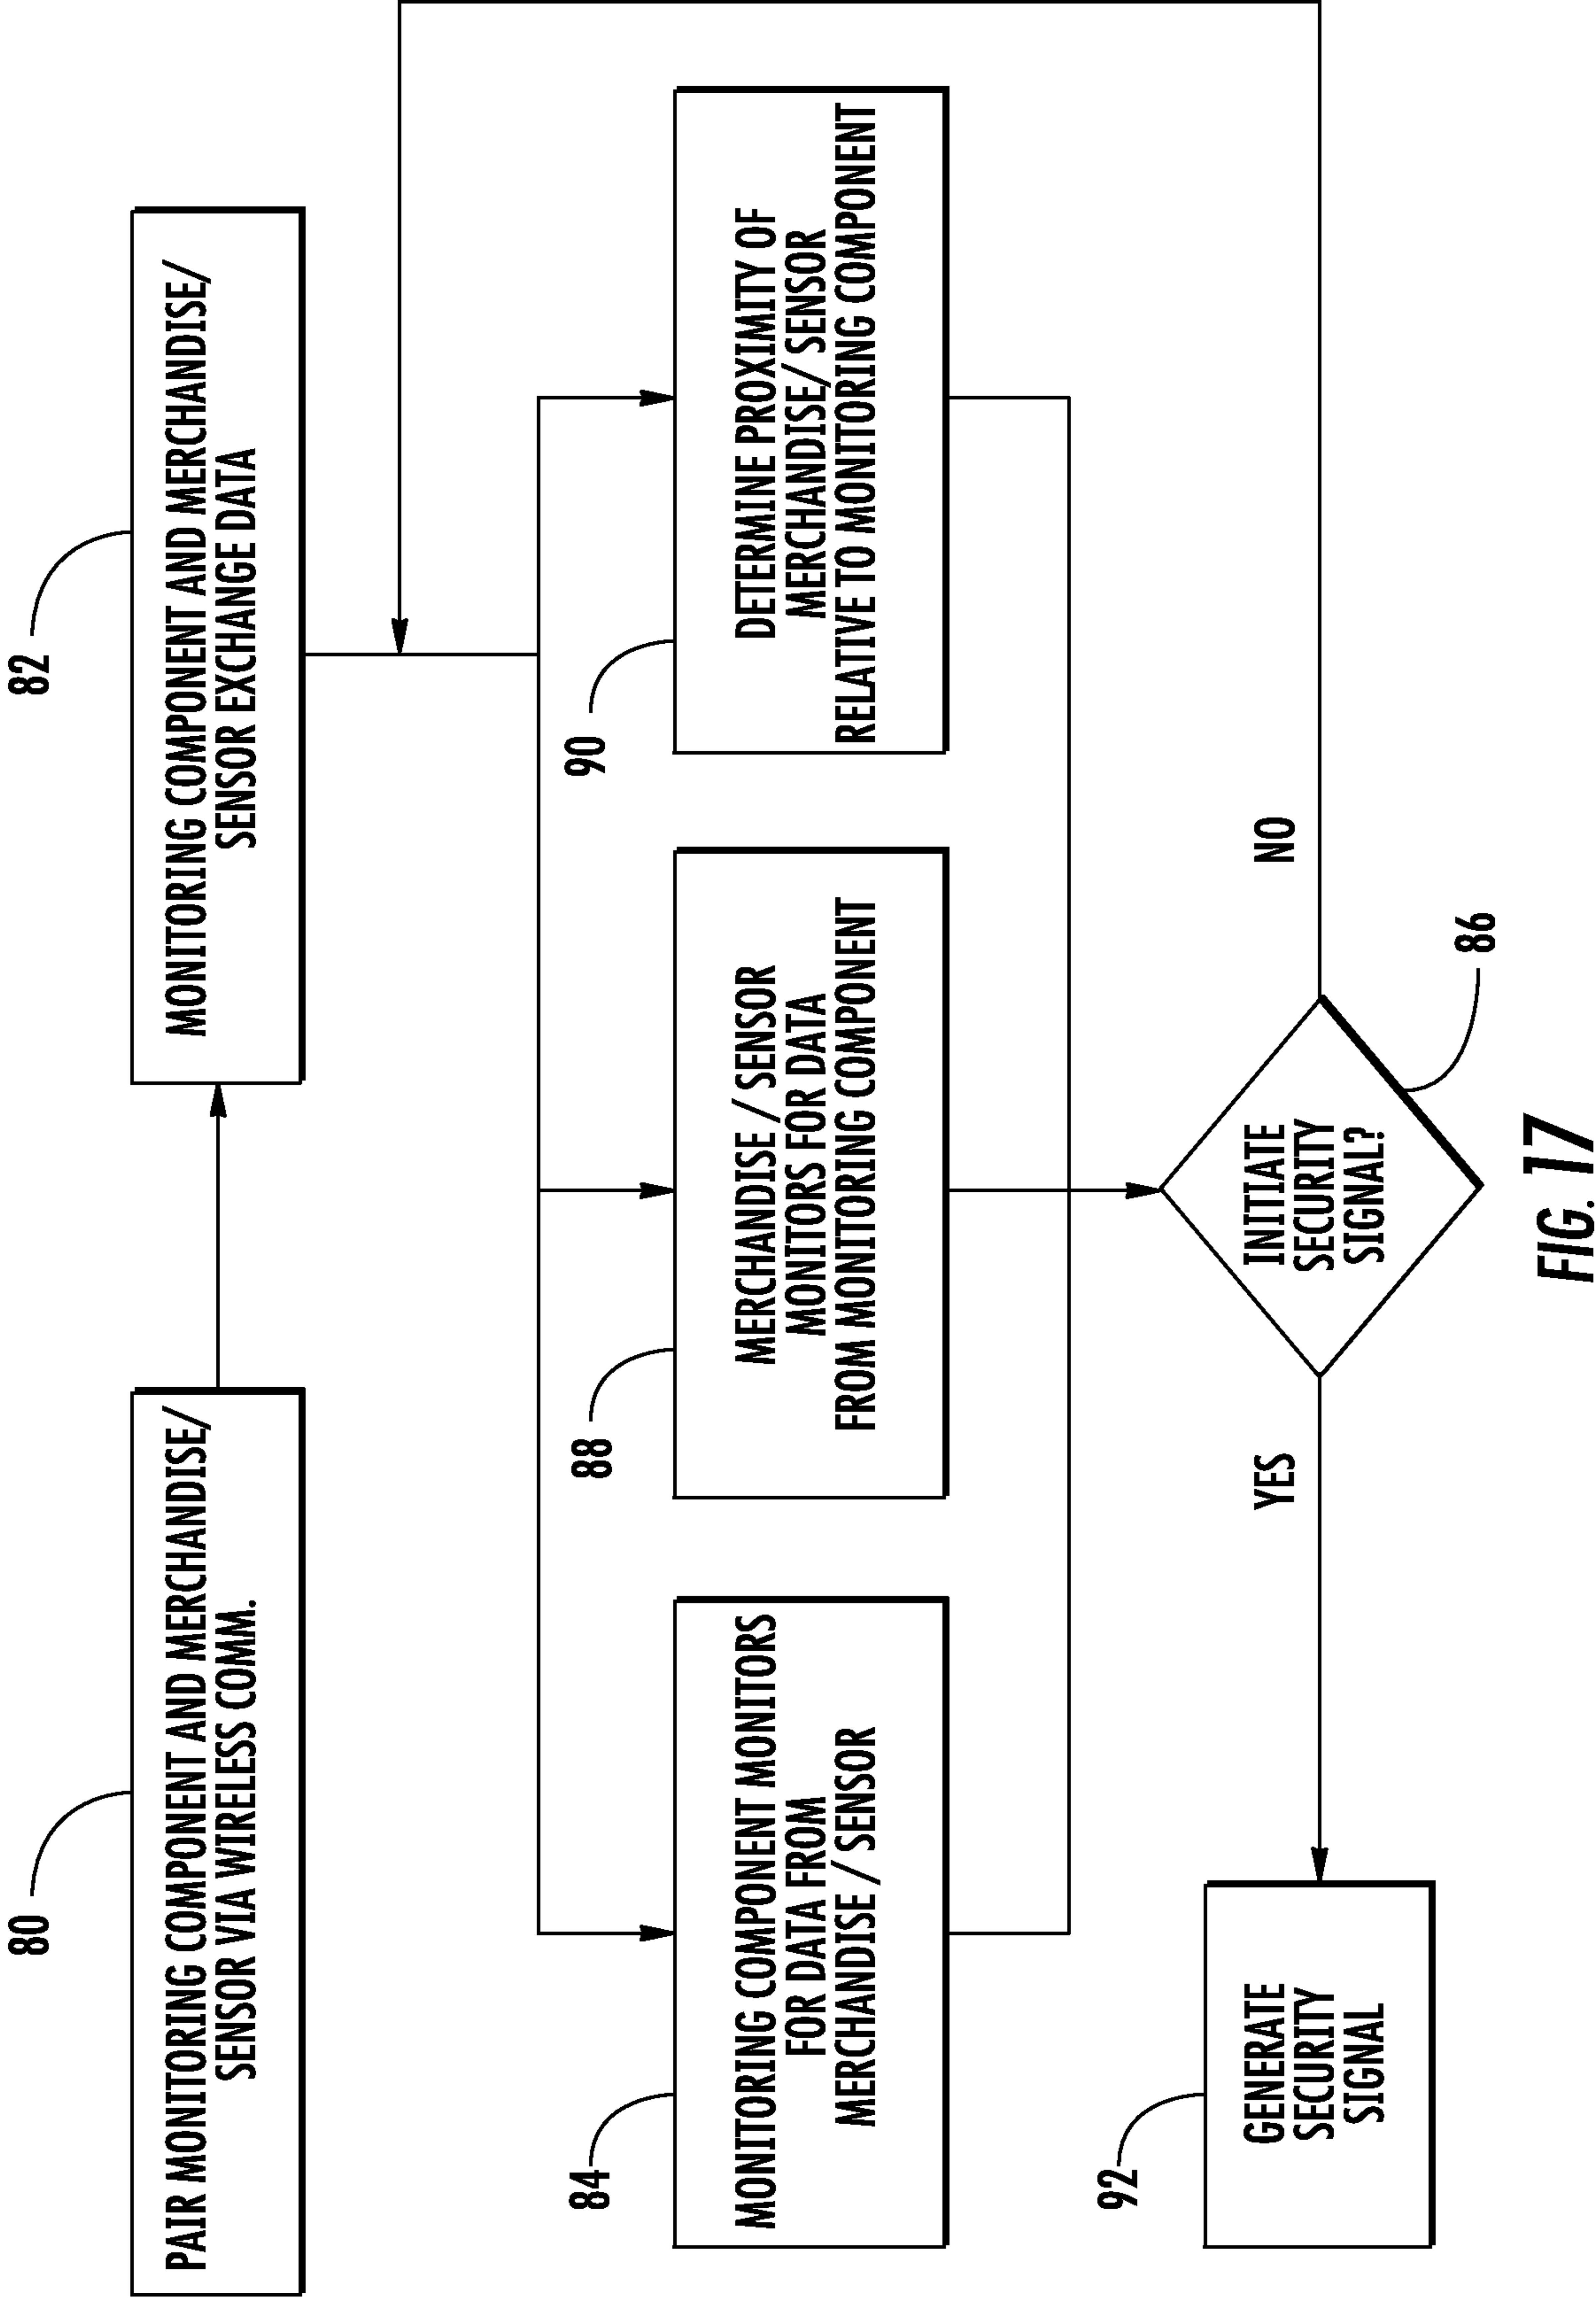 80
PAIR MONITORING COMPONENT AND MERCHANDISE/
SENSOR VIA WIRELESS COMM.
82
MONITORING COMPONENT AND MERCHANDISE/
SENSOR EXCHANGE DATA
84
MONITORING COMPONENT MONITORS
FOR DATA FROM
MERCHANDISE / SENSOR
88
MERCHANDISE / SENSOR
MONITORS FOR DATA
FROM MONITORING COMPONENT
90
DETERMINE PROXIMITY OF
MERCHANDISE/ SENSOR
RELATIVE TO MONITORING COMPONENT
92
GENERATE
SECURITY
SIGNAL
YES
INITIATE
SECURITY
SIGNAL?
NO
86
FIG. 17